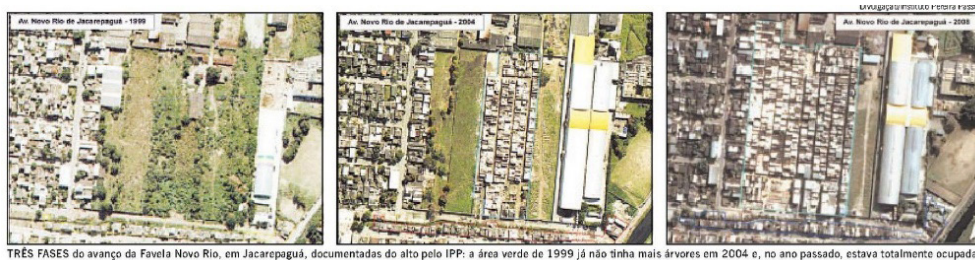 Divulgação/Instituto Pereira Passos
Av. Novo Rio de Jacarepaguá - 1999
Av. Novo Rio de Jacarepaguá - 2004
Av. Novo Rio de Jacarepaguá - 2008
TRÊS FASES do avanço da Favela Novo Rio, em Jacarepaguá, documentadas do alto pelo IPP: a área verde de 1999 já não tinha mais árvores em 2004 e, no ano passado, estava totalmente ocupada